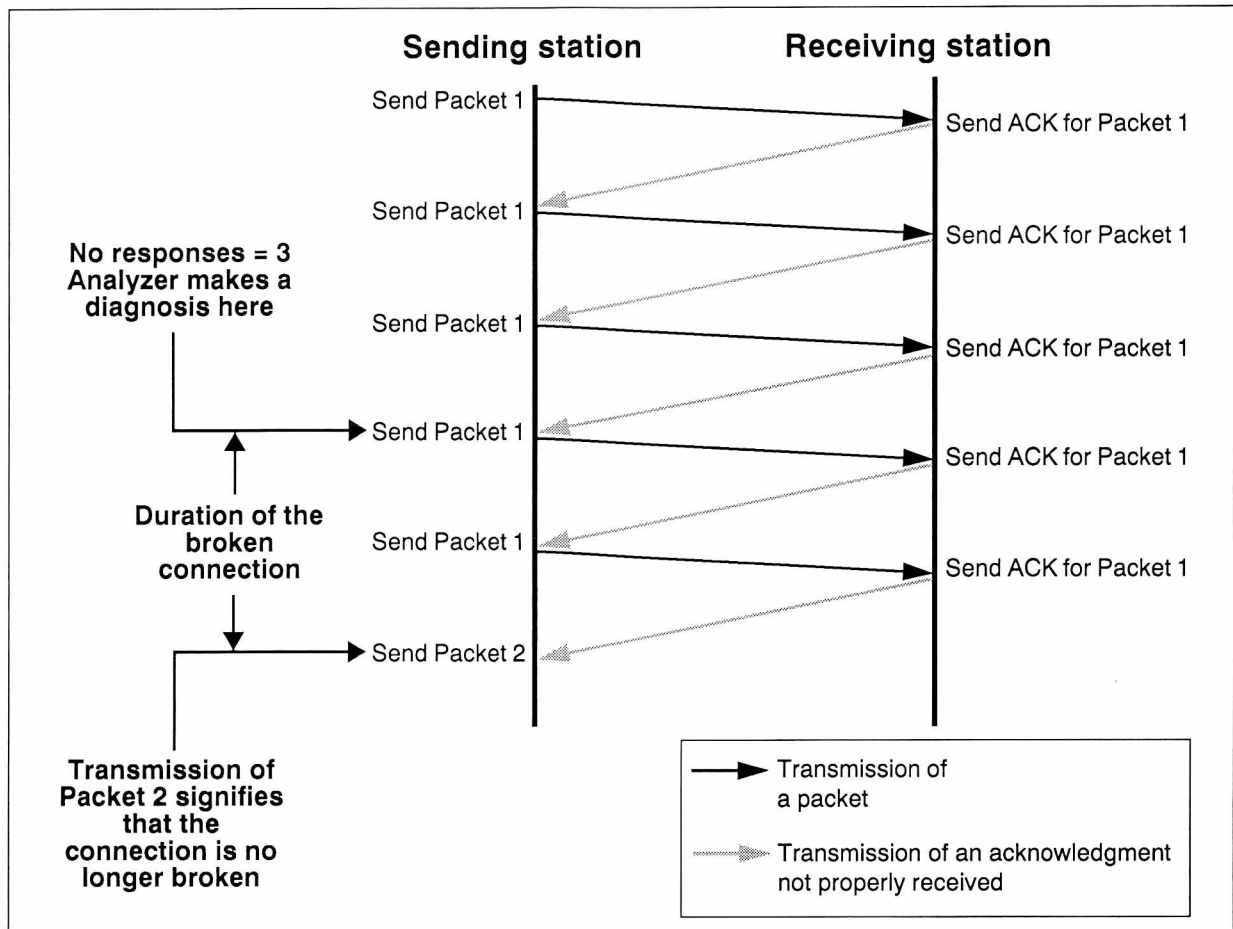 Sending station
Receiving station
Send Packet 1
Send ACK for Packet 1
Send Packet 1
Send ACK for Packet 1
No responses = 3
Analyzer makes a
diagnosis here
Send Packet 1
Send ACK for Packet 1
Send Packet 1
Send ACK for Packet 1
Duration of the
broken
connection
Send Packet 1
Send ACK for Packet 1
Send Packet 2
Transmission of
Packet 2 signifies
that the
connection is no
longer broken
Transmission of
a packet
Transmission of an acknowledgment
not properly received